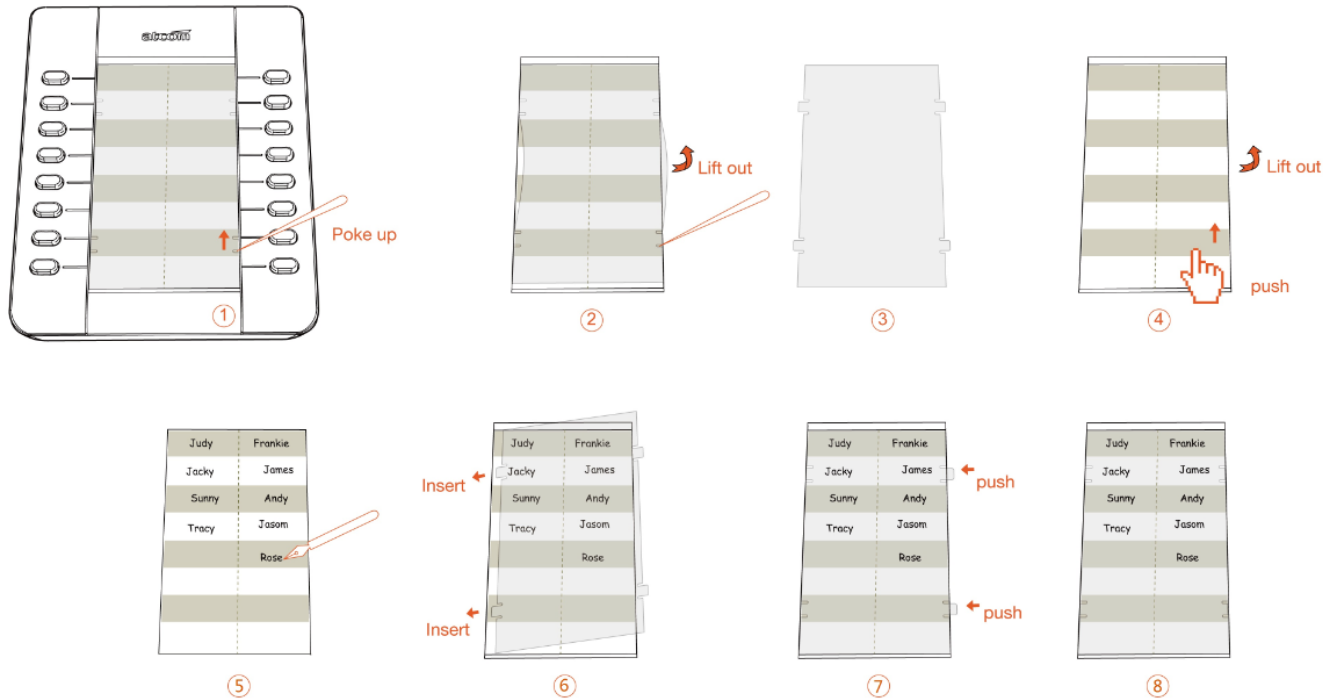 atcom
Poke up
①
Lift out
②
③
Lift out
push
④
Judy Frankie
Jacky James
Sunny Andy
Tracy Jasom
Rose
⑤
Judy Frankie
Insert Jacky James
Sunny Andy
Tracy Jasom
Rose
Insert
⑥
Judy Frankie
Jacky James push
Sunny Andy
Tracy Jasom
Rose
push
⑦
Judy Frankie
Jacky James
Sunny Andy
Tracy Jasom
Rose
⑧